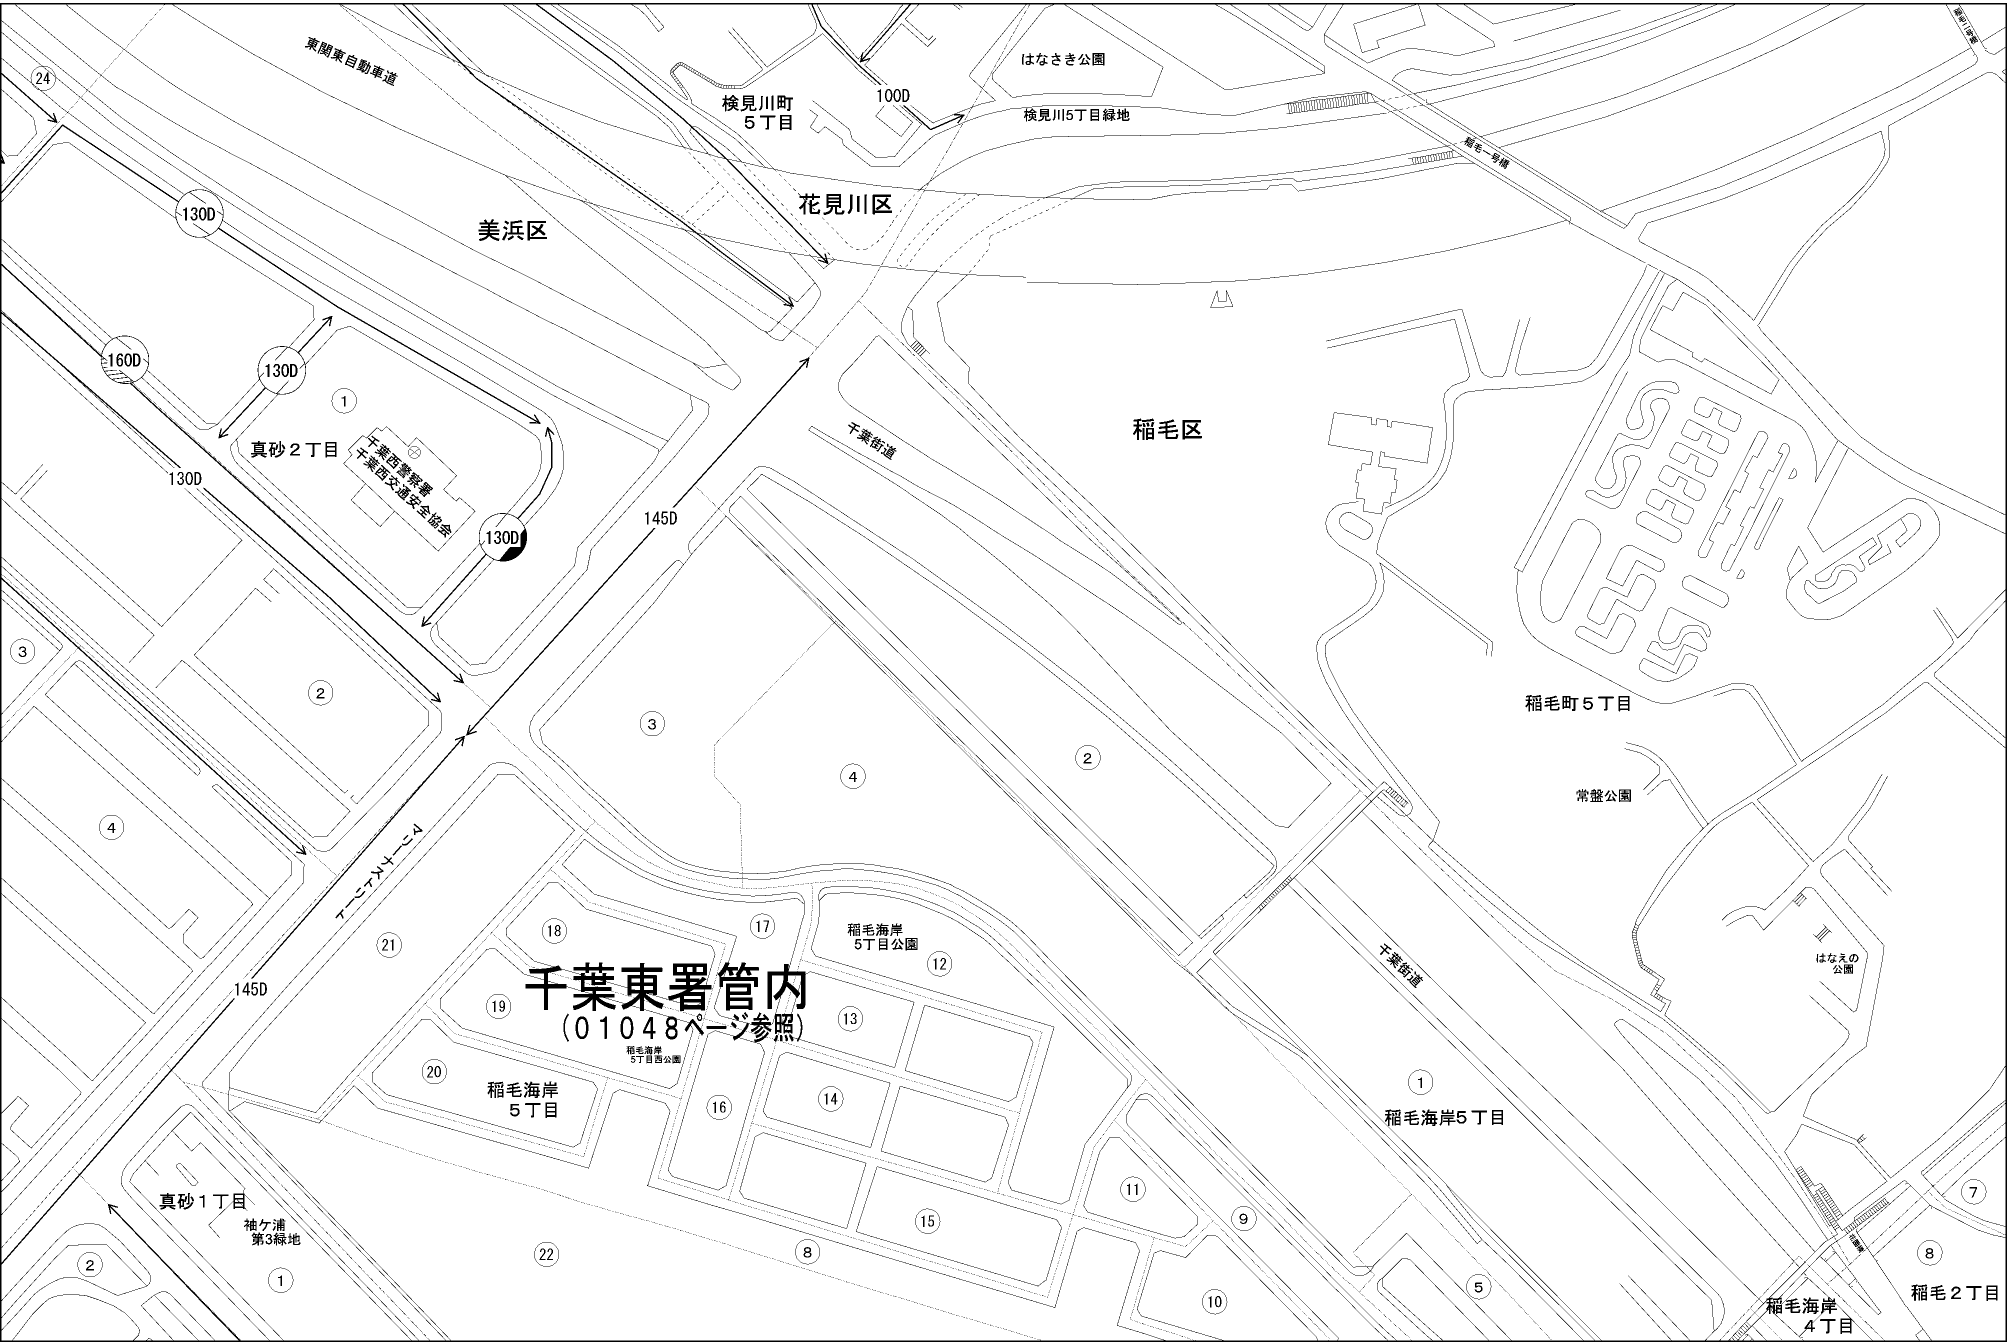 24
東関東自動車道
はなさき公園
稲毛二号橋
検見川町
5丁目
100D
検見川5丁目緑地
稲毛一号橋
130D
美浜区
花見川区
160D
130D
1
真砂2丁目
千葉西警察署
千葉西交通安全協会
130D
130D
145D
千葉街道
稲毛区
3
2
3
4
2
稲毛町5丁目
常盤公園
4
マリーナストリート
145D
21
18
17
稲毛海岸
5丁目公園
12
千葉街道
はなえの
公園
千葉東署管内
(01048ページ参照)
19
13
稲毛海岸
5丁目西公園
20
稲毛海岸
5丁目
16
14
1
稲毛海岸5丁目
真砂1丁目
袖ケ浦
第3緑地
11
15
9
7
2
1
22
8
10
5
8
稲毛2丁目
稲毛海岸
4丁目